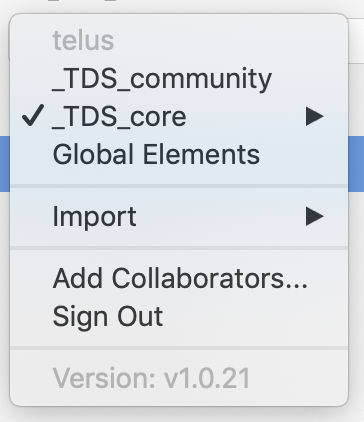 telus
_TDS_community
_TDS_core
Global Elements
Import
Add Collaborators...
Sign Out
Version: v1.0.21